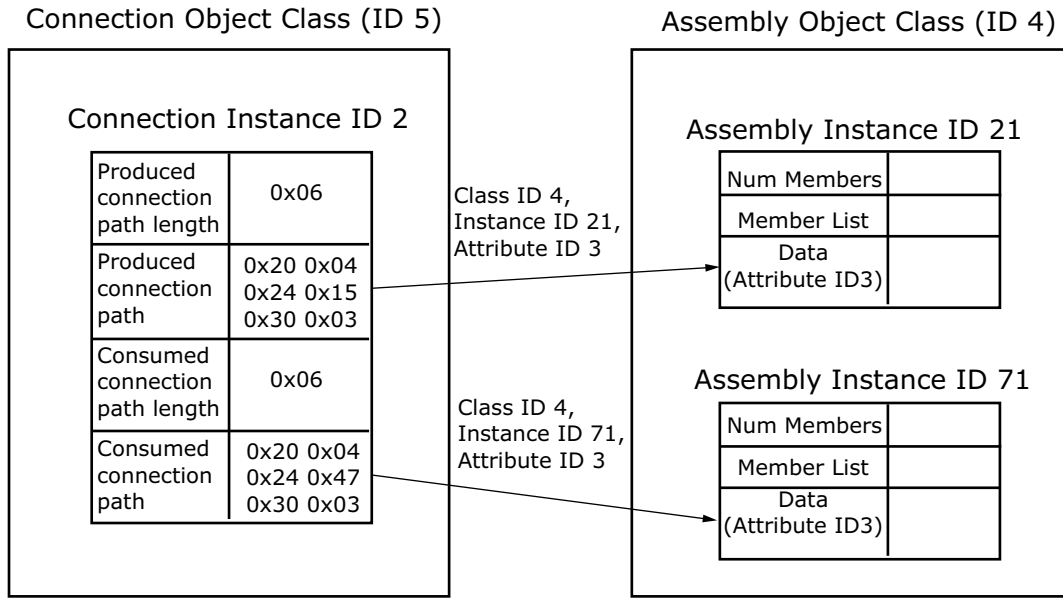 Connection Object Class (ID 5)
Connection Instance ID 2
Produced
connection
path length
0x06
Produced
connection
path
0x20 0x04
0x24 0x15
0x30 0x03
Consumed
connection
path length
0x06
Consumed
connection
path
0x20 0x04
0x24 0x47
0x30 0x03
Class ID 4,
Instance ID 21,
Attribute ID 3
Class ID 4,
Instance ID 71,
Attribute ID 3
Assembly Object Class (ID 4)
Assembly Instance ID 21
Num Members
Member List
Data
(Attribute ID3)
Assembly Instance ID 71
Num Members
Member List
Data
(Attribute ID3)